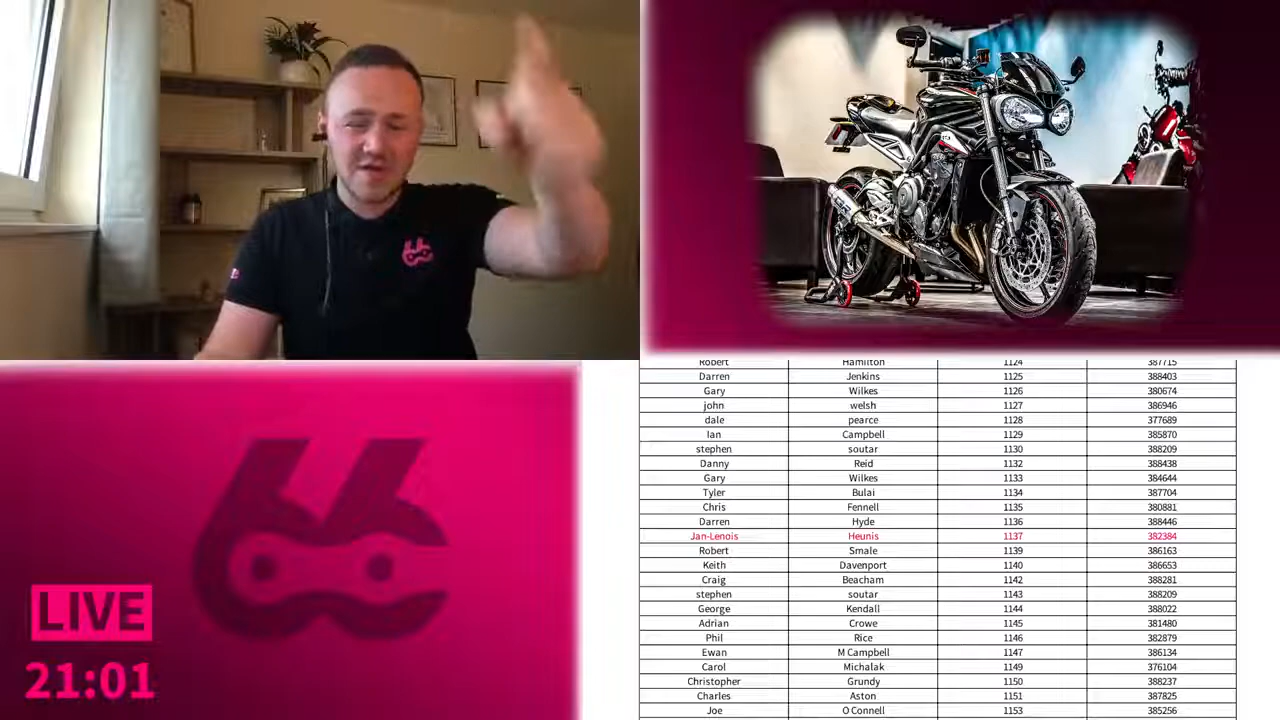 Robert Hamilton 1124 387715
Darren Jenkins 1125 388403
Gary Wilkes 1126 380674
john welsh 1127 386946
dale pearce 1128 377689
Ian Campbell 1129 385870
stephen soutar 1130 388209
Danny Reid 1132 388438
Gary Wilkes 1133 384644
Tyler Bulai 1134 387704
Chris Fennell 1135 380881
Darren Hyde 1136 388446
Jan-Lenois Heunis 1137 382384
Robert Smale 1139 386163
Keith Davenport 1140 386653
Craig Beacham 1142 388281
stephen soutar 1143 388209
George Kendall 1144 388022
Adrian Crowe 1145 381480
Phil Rice 1146 382879
Ewan M Campbell 1147 386134
Carol Michalak 1149 376104
Christopher Grundy 1150 388237
Charles Aston 1151 387825
Joe O Connell 1153 385256
LIVE
21:01